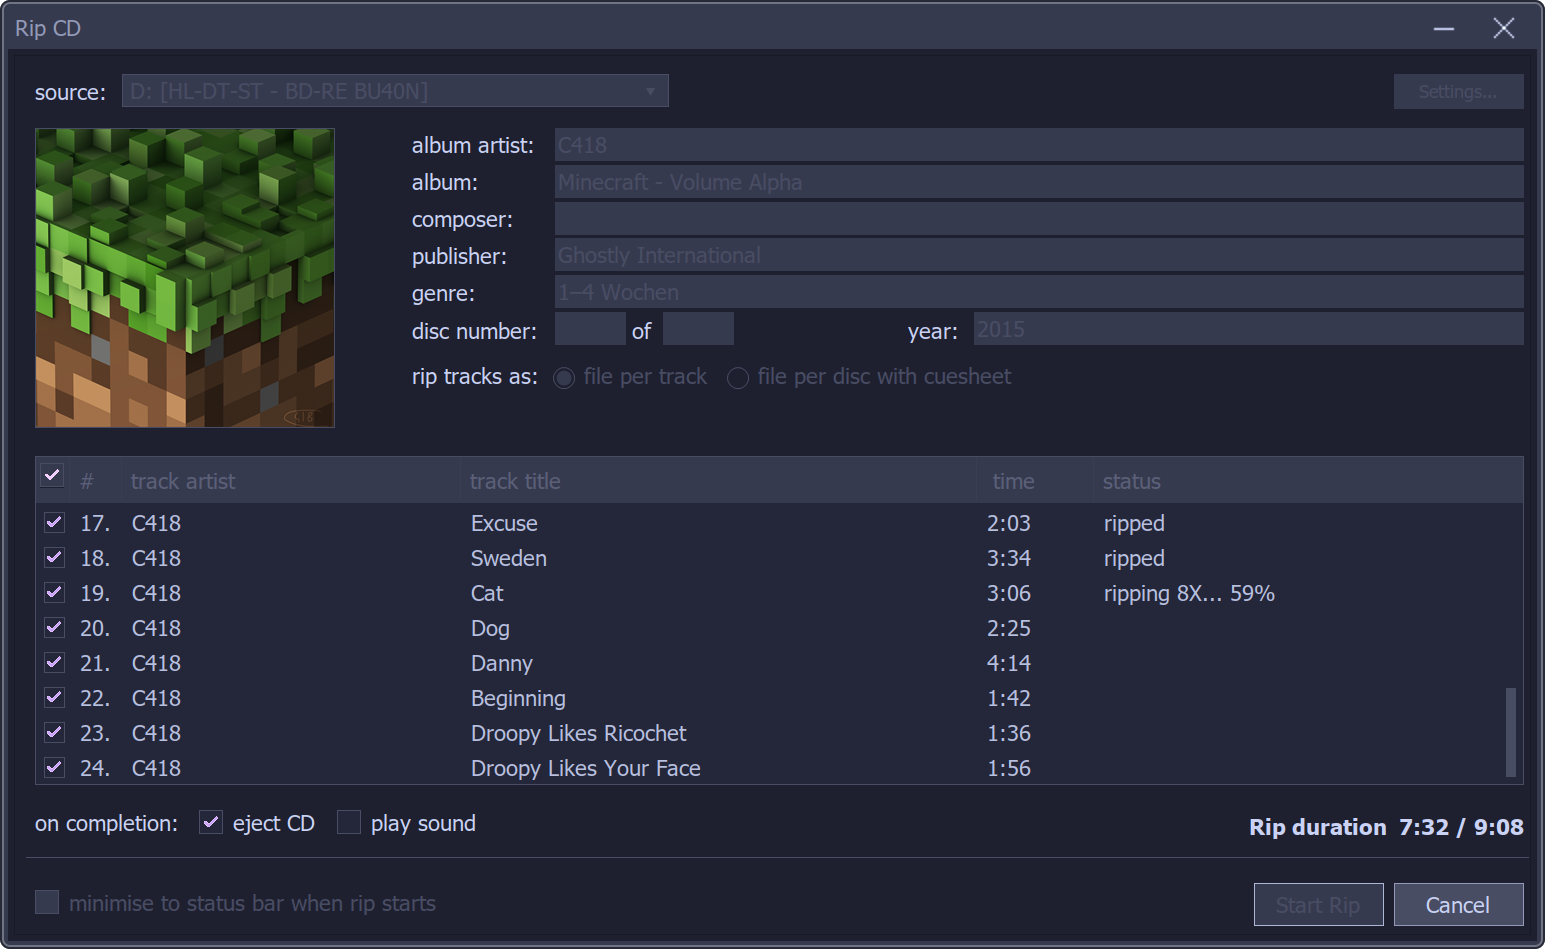 Rip CD
source: D: [HL-DT-ST - BD-RE BU40N] Settings...
album artist: C418
album: Minecraft - Volume Alpha
composer:
publisher: Ghostly International
genre: 1–4 Wochen
disc number: of year: 2015
rip tracks as: file per track file per disc with cuesheet
C418
# track artist track title time status
17. C418 Excuse 2:03 ripped
18. C418 Sweden 3:34 ripped
19. C418 Cat 3:06 ripping 8X... 59%
20. C418 Dog 2:25
21. C418 Danny 4:14
22. C418 Beginning 1:42
23. C418 Droopy Likes Ricochet 1:36
24. C418 Droopy Likes Your Face 1:56
on completion: eject CD play sound Rip duration 7:32 / 9:08
minimise to status bar when rip starts Start Rip Cancel